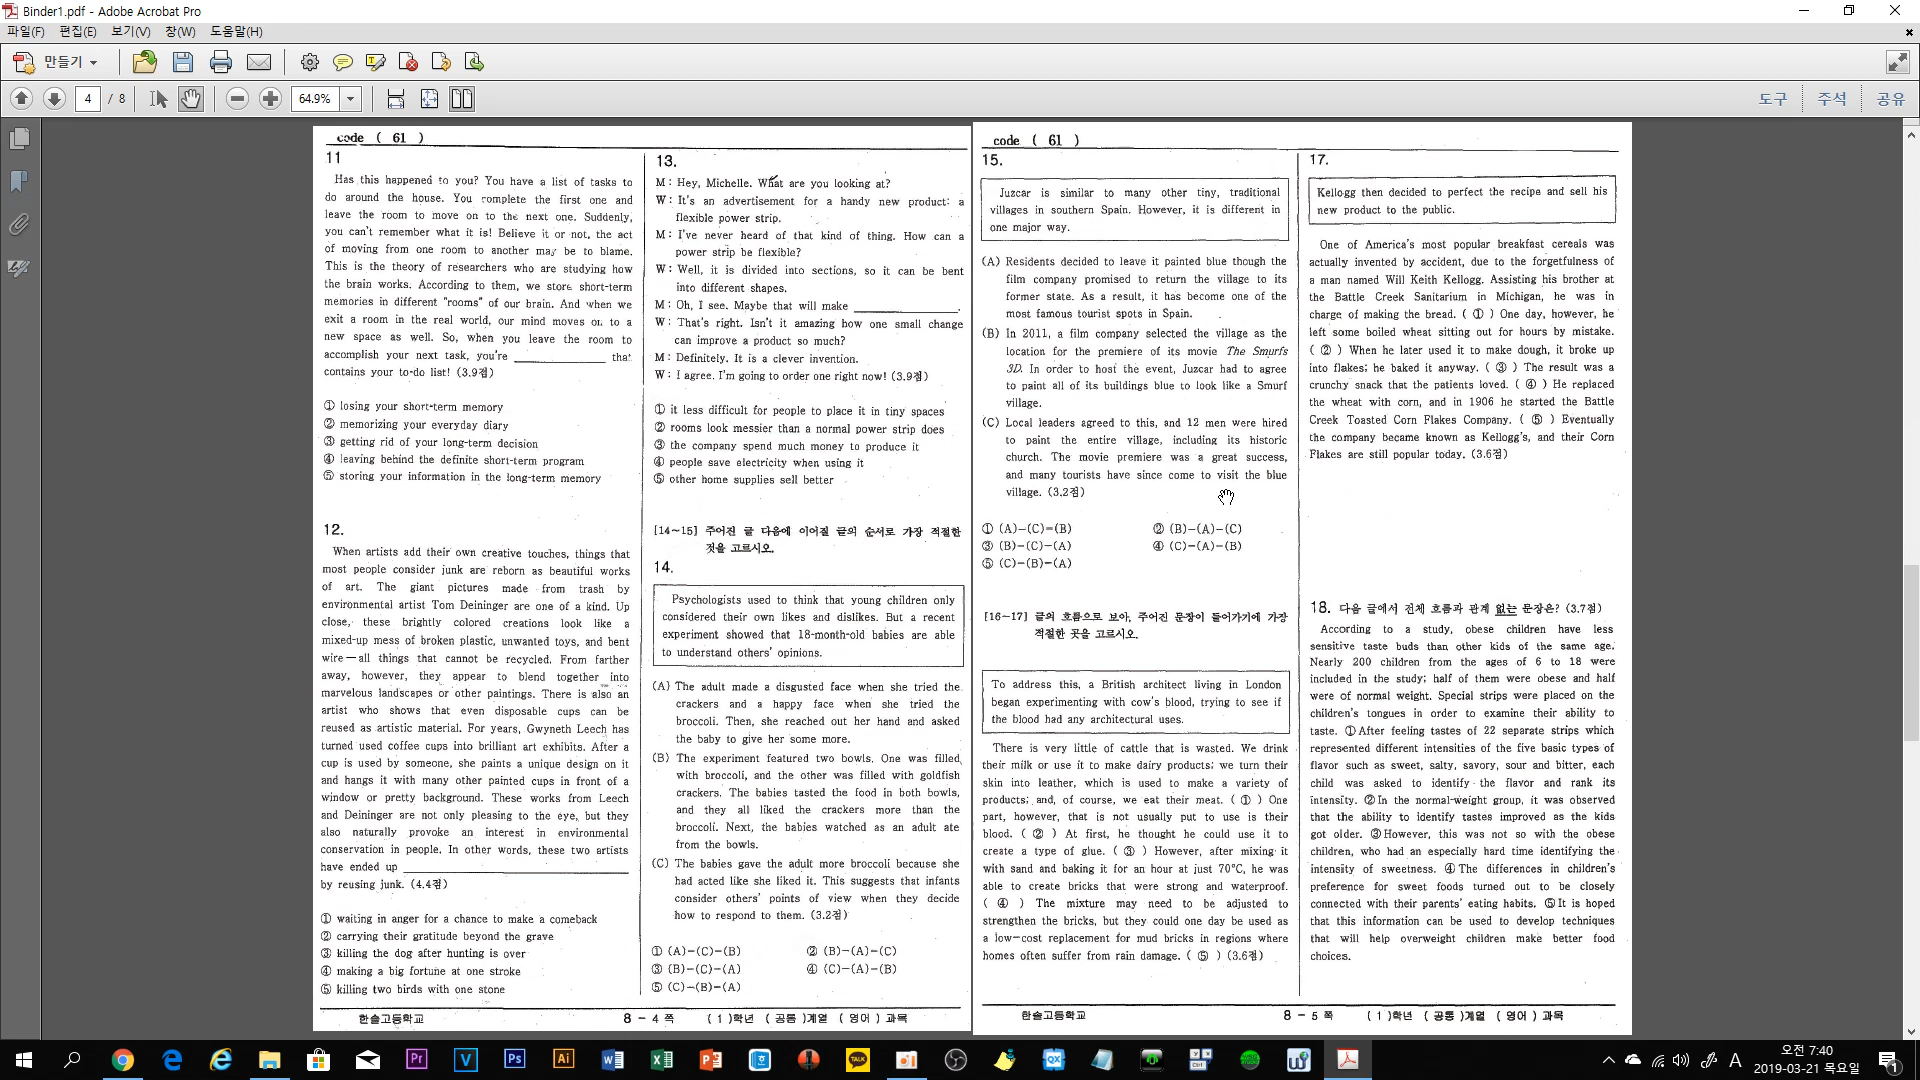 Binder1.pdf - Adobe Acrobat Pro
파일(F) 편집(E) 보기(V) 창(W) 도움말(H)
만들기
4 / 8
64.9%
도구 주석 공유
code ( 61 )
11
Has this happened to you? You have a list of tasks to
do around the house. You complete the first one and
leave the room to move on to the next one. Suddenly,
you can't remember what it is! Believe it or not, the act
of moving from one room to another may be to blame.
This is the theory of researchers who are studying how
the brain works. According to them, we store short-term
memories in different "rooms" of our brain. And when we
exit a room in the real world, our mind moves on to a
new space as well. So, when you leave the room to
accomplish your next task, you're ______________ that
contains your to-do list! (3.9점)
① losing your short-term memory
② memorizing your everyday diary
③ getting rid of your long-term decision
④ leaving behind the definite short-term program
⑤ storing your information in the long-term memory
12.
When artists add their own creative touches, things that
most people consider junk are reborn as beautiful works
of art. The giant pictures made from trash by
environmental artist Tom Deininger are one of a kind. Up
close, these brightly colored creations look like a
mixed-up mess of broken plastic, unwanted toys, and bent
wire—all things that cannot be recycled. From farther
away, however, they appear to blend together into
marvelous landscapes or other paintings. There is also an
artist who shows that even disposable cups can be
reused as artistic material. For years, Gwyneth Leech has
turned used coffee cups into brilliant art exhibits. After a
cup is used by someone, she paints a unique design on it
and hangs it with many other painted cups in front of a
window or pretty background. These works from Leech
and Deininger are not only pleasing to the eye, but they
also naturally provoke an interest in environmental
conservation in people. In other words, these two artists
have ended up ______________
by reusing junk. (4.4점)
① waiting in anger for a chance to make a comeback
② carrying their gratitude beyond the grave
③ killing the dog after hunting is over
④ making a big fortune at one stroke
⑤ killing two birds with one stone
13.
M: Hey, Michelle. What are you looking at?
W: It's an advertisement for a handy new product: a
flexible power strip.
M: I've never heard of that kind of thing. How can a
power strip be flexible?
W: Well, it is divided into sections, so it can be bent
into different shapes.
M: Oh, I see. Maybe that will make ______________.
W: That's right. Isn't it amazing how one small change
can improve a product so much?
M: Definitely. It is a clever invention.
W: I agree. I'm going to order one right now! (3.9점)
① it less difficult for people to place it in tiny spaces
② rooms look messier than a normal power strip does
③ the company spend much money to produce it
④ people save electricity when using it
⑤ other home supplies sell better
[14~15] 주어진 글 다음에 이어질 글의 순서로 가장 적절한
것을 고르시오.
14.
Psychologists used to think that young children only
considered their own likes and dislikes. But a recent
experiment showed that 18-month-old babies are able
to understand others' opinions.
(A) The adult made a disgusted face when she tried the
crackers and a happy face when she tried the
broccoli. Then, she reached out her hand and asked
the baby to give her some more.
(B) The experiment featured two bowls. One was filled
with broccoli, and the other was filled with goldfish
crackers. The babies tasted the food in both bowls,
and they all liked the crackers more than the
broccoli. Next, the babies watched as an adult ate
from the bowls.
(C) The babies gave the adult more broccoli because she
had acted like she liked it. This suggests that infants
consider others' points of view when they decide
how to respond to them. (3.2점)
① (A)-(C)-(B) ② (B)-(A)-(C)
③ (B)-(C)-(A) ④ (C)-(A)-(B)
⑤ (C)-(B)-(A)
한솔고등학교 8 - 4 쪽 ( 1 )학년 ( 공통 )계열 ( 영어 ) 과목
code ( 61 )
15.
Juzcar is similar to many other tiny, traditional
villages in southern Spain. However, it is different in
one major way.
(A) Residents decided to leave it painted blue though the
film company promised to return the village to its
former state. As a result, it has become one of the
most famous tourist spots in Spain.
(B) In 2011, a film company selected the village as the
location for the premiere of its movie The Smurfs
3D. In order to host the event, Juzcar had to agree
to paint all of its buildings blue to look like a Smurf
village.
(C) Local leaders agreed to this, and 12 men were hired
to paint the entire village, including its historic
church. The movie premiere was a great success,
and many tourists have since come to visit the blue
village. (3.2점)
① (A)-(C)=(B) ② (B)-(A)-(C)
③ (B)-(C)-(A) ④ (C)-(A)-(B)
⑤ (C)-(B)-(A)
[16~17] 글의 흐름으로 보아, 주어진 문장이 들어가기에 가장
적절한 곳을 고르시오.
To address this, a British architect living in London
began experimenting with cow's blood, trying to see if
the blood had any architectural uses.
There is very little of cattle that is wasted. We drink
their milk or use it to make dairy products; we turn their
skin into leather, which is used to make a variety of
products; and, of course, we eat their meat. ( ① ) One
part, however, that is not usually put to use is their
blood. ( ② ) At first, he thought he could use it to
create a type of glue. ( ③ ) However, after mixing it
with sand and baking it for an hour at just 70°C, he was
able to create bricks that were strong and waterproof.
( ④ ) The mixture may need to be adjusted to
strengthen the bricks, but they could one day be used as
a low-cost replacement for mud bricks in regions where
homes often suffer from rain damage. ( ⑤ ) (3.6점)
17.
Kellogg then decided to perfect the recipe and sell his
new product to the public.
One of America's most popular breakfast cereals was
actually invented by accident, due to the forgetfulness of
a man named Will Keith Kellogg. Assisting his brother at
the Battle Creek Sanitarium in Michigan, he was in
charge of making the bread. ( ① ) One day, however, he
left some boiled wheat sitting out for hours by mistake.
( ② ) When he later used it to make dough, it broke up
into flakes; he baked it anyway. ( ③ ) The result was a
crunchy snack that the patients loved. ( ④ ) He replaced
the wheat with corn, and in 1906 he started the Battle
Creek Toasted Corn Flakes Company. ( ⑤ ) Eventually
the company became known as Kellogg's, and their Corn
Flakes are still popular today. (3.6점)
18. 다음 글에서 전체 흐름과 관계 없는 문장은? (3.7점)
According to a study, obese children have less
sensitive taste buds than other kids of the same age.
Nearly 200 children from the ages of 6 to 18 were
included in the study; half of them were obese and half
were of normal weight. Special strips were placed on the
children's tongues in order to examine their ability to
taste. ①After feeling tastes of 22 separate strips which
represented different intensities of the five basic types of
flavor such as sweet, salty, savory, sour and bitter, each
child was asked to identify the flavor and rank its
intensity. ②In the normal-weight group, it was observed
that the ability to identify tastes improved as the kids
got older. ③However, this was not so with the obese
children, who had an especially hard time identifying the
intensity of sweetness. ④The differences in children's
preference for sweet foods turned out to be closely
connected with their parents' eating habits. ⑤It is hoped
that this information can be used to develop techniques
that will help overweight children make better food
choices.
한솔고등학교 8 - 5 쪽 ( 1 )학년 ( 공통 )계열 ( 영어 ) 과목
오전 7:40
2019-03-21 목요일